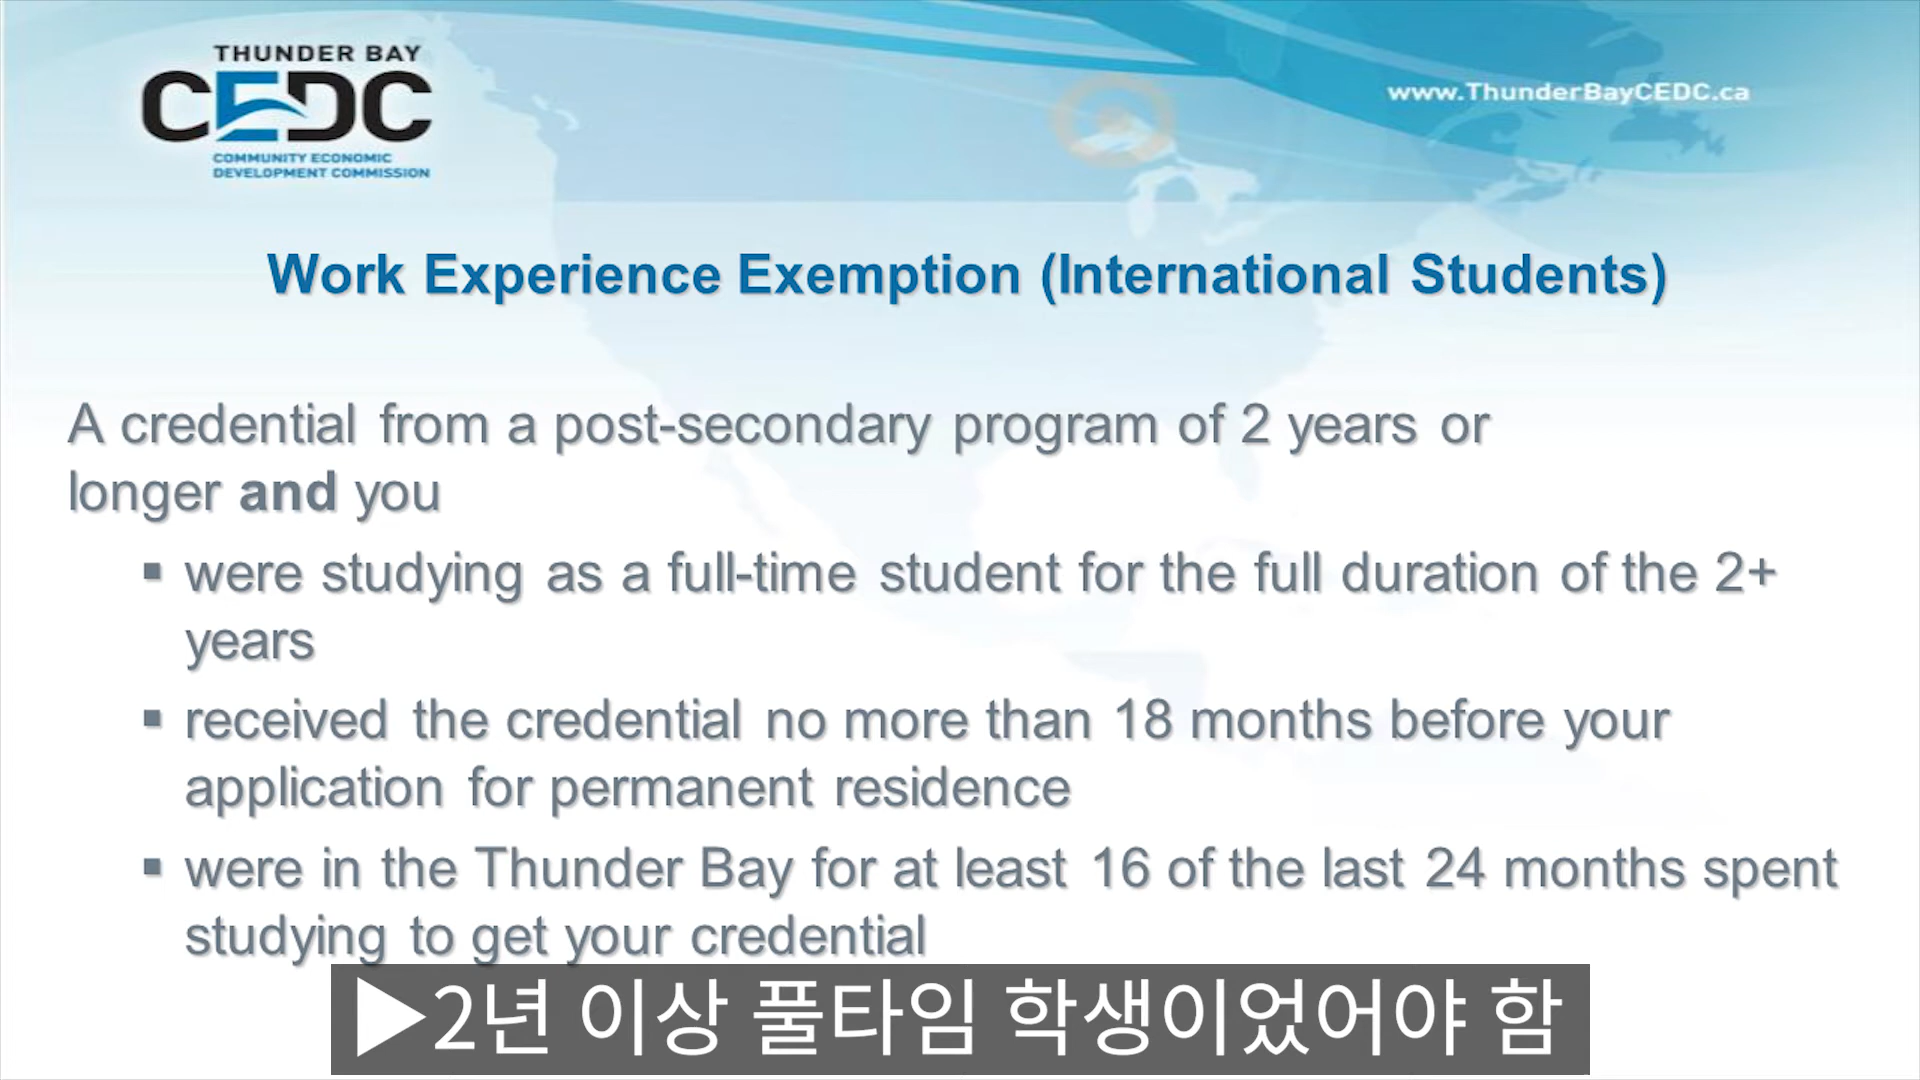 THUNDER BAY
CEDC
COMMUNITY ECONOMIC
DEVELOPMENT COMMISSION
www.ThunderBayCEDC.ca
Work Experience Exemption (International Students)
A credential from a post-secondary program of 2 years or
longer and you
▪ were studying as a full-time student for the full duration of the 2+
years
▪ received the credential no more than 18 months before your
application for permanent residence
▪ were in the Thunder Bay for at least 16 of the last 24 months spent
studying to get your credential
▶2년 이상 풀타임 학생이었어야 함